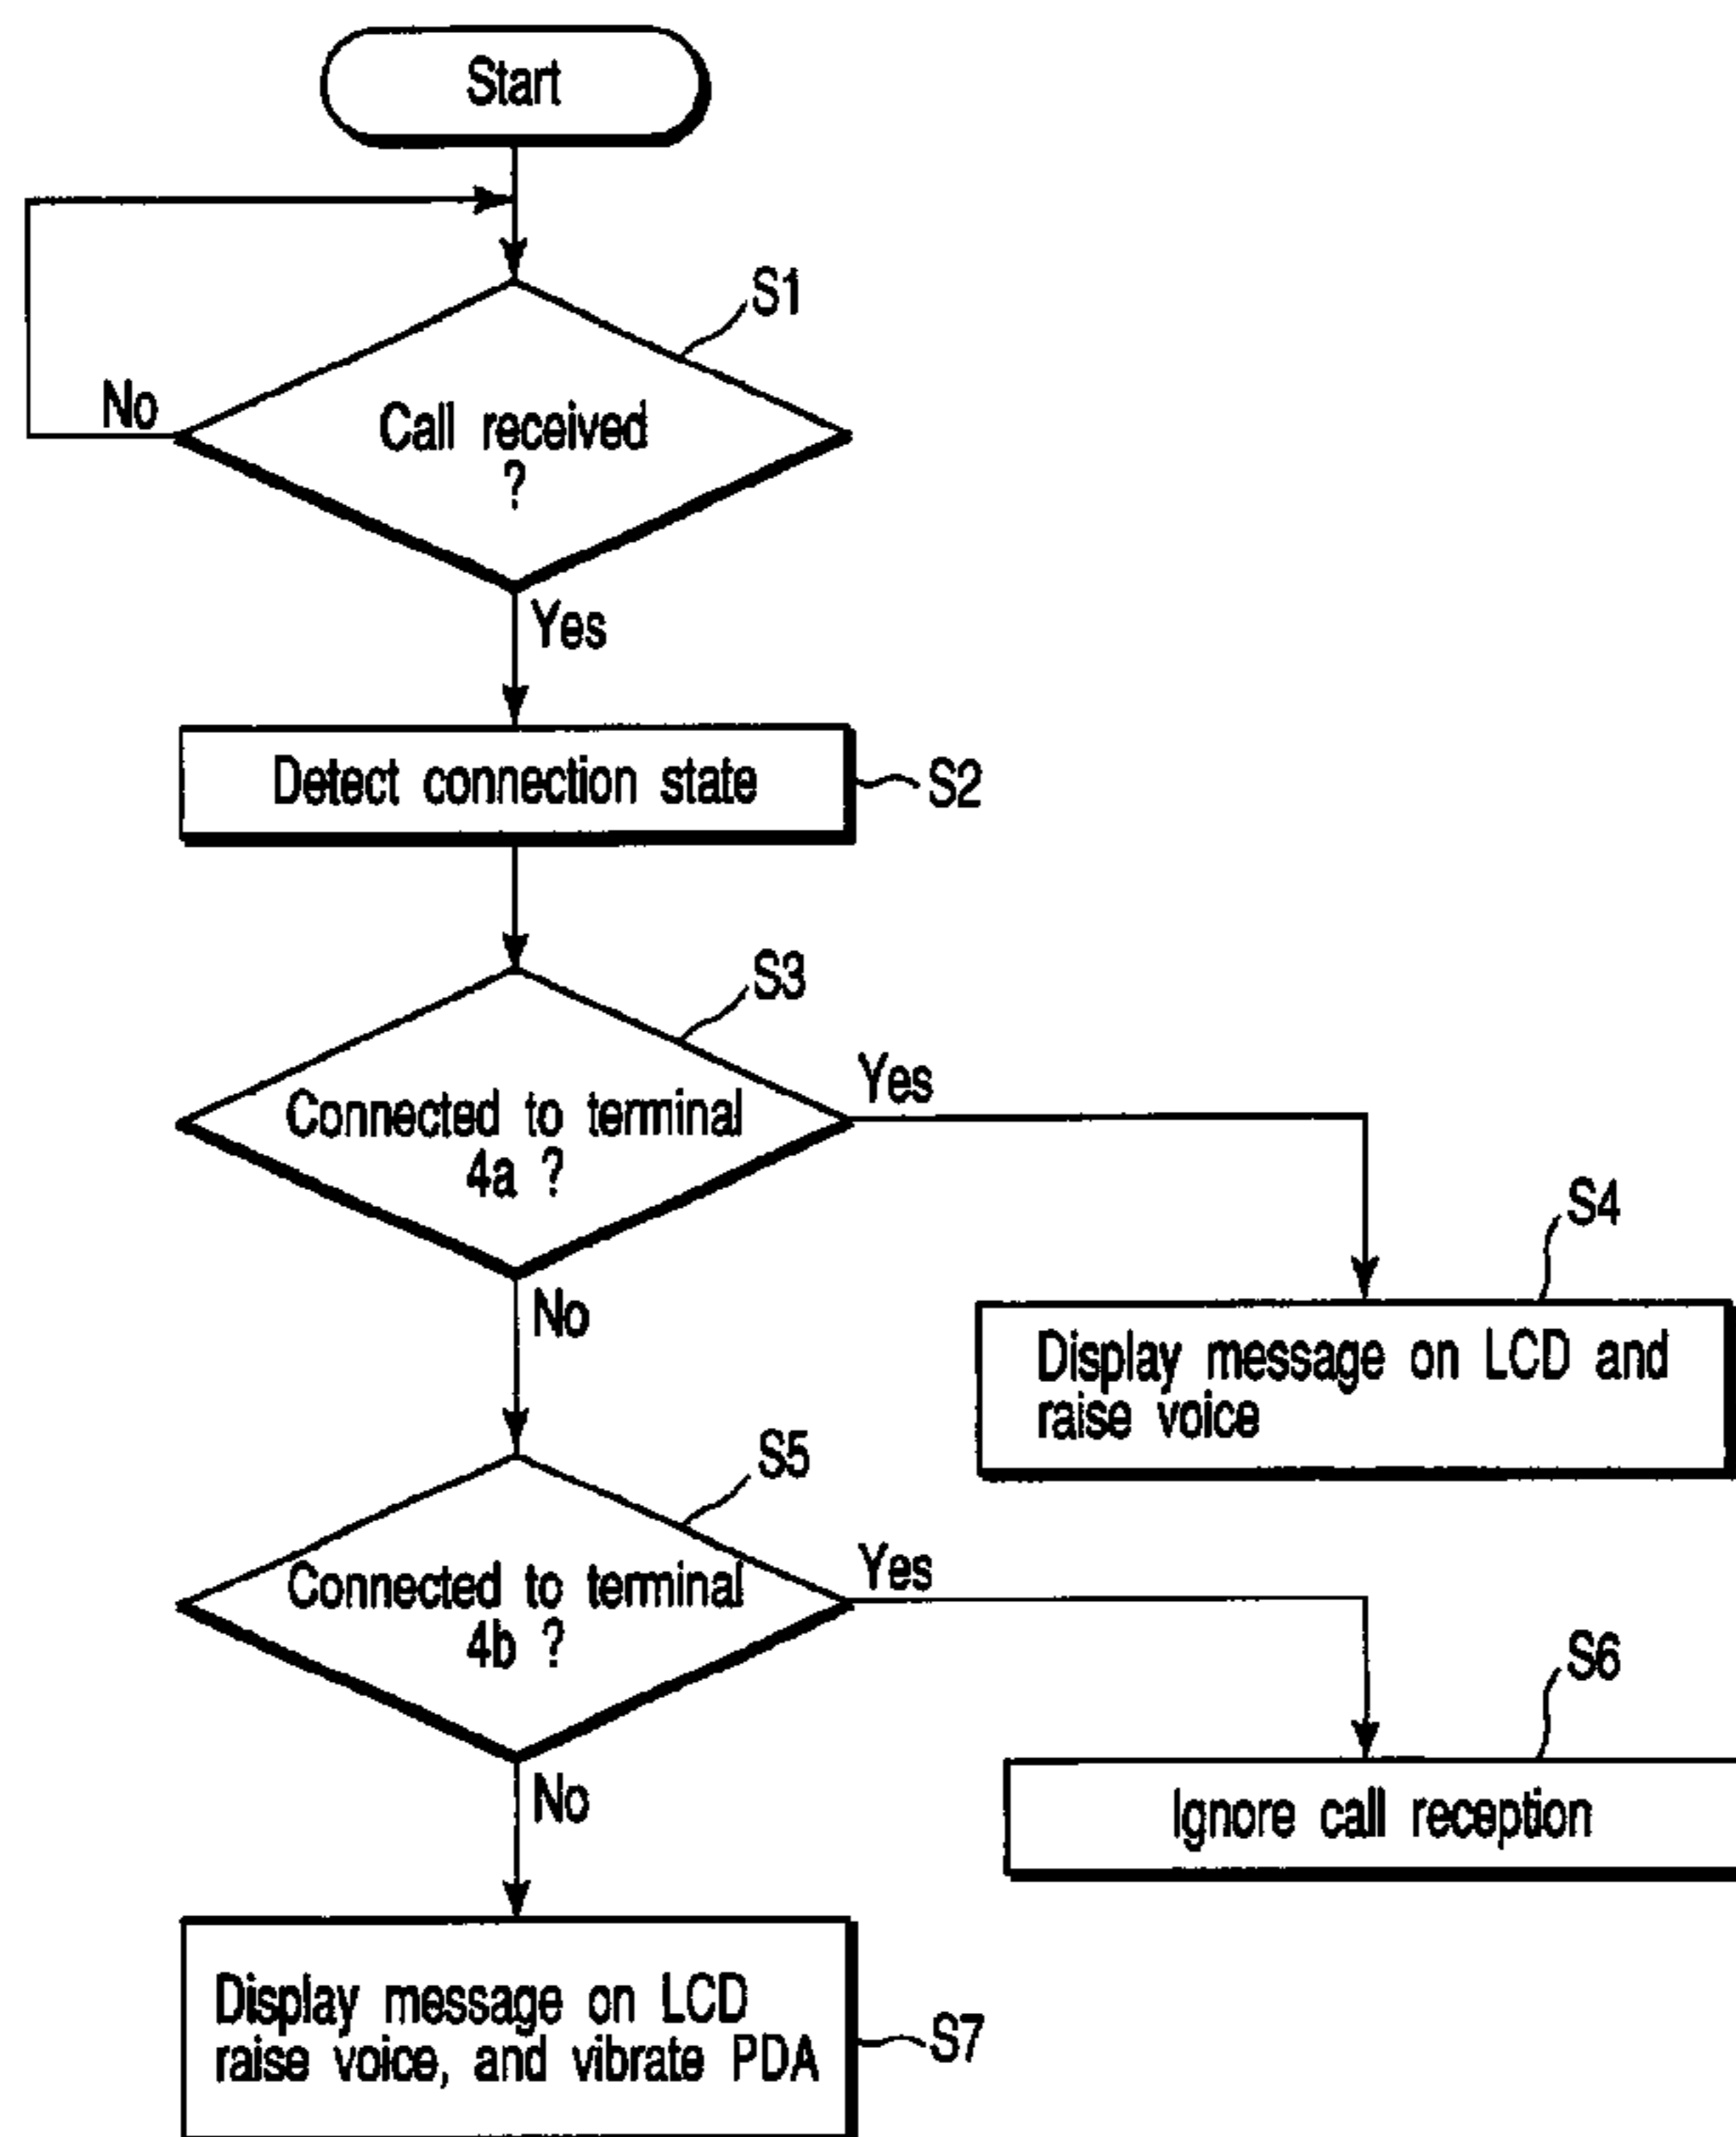 Start
S1
No
Call received
?
Yes
Detect connection state
S2
S3
Yes
Connected to terminal
4a ?
S4
No
Display message on LCD and
raise voice
S5
Yes
Connected to terminal
4b ?
S6
No
Ignore call reception
Display message on LCD
raise voice, and vibrate PDA
S7